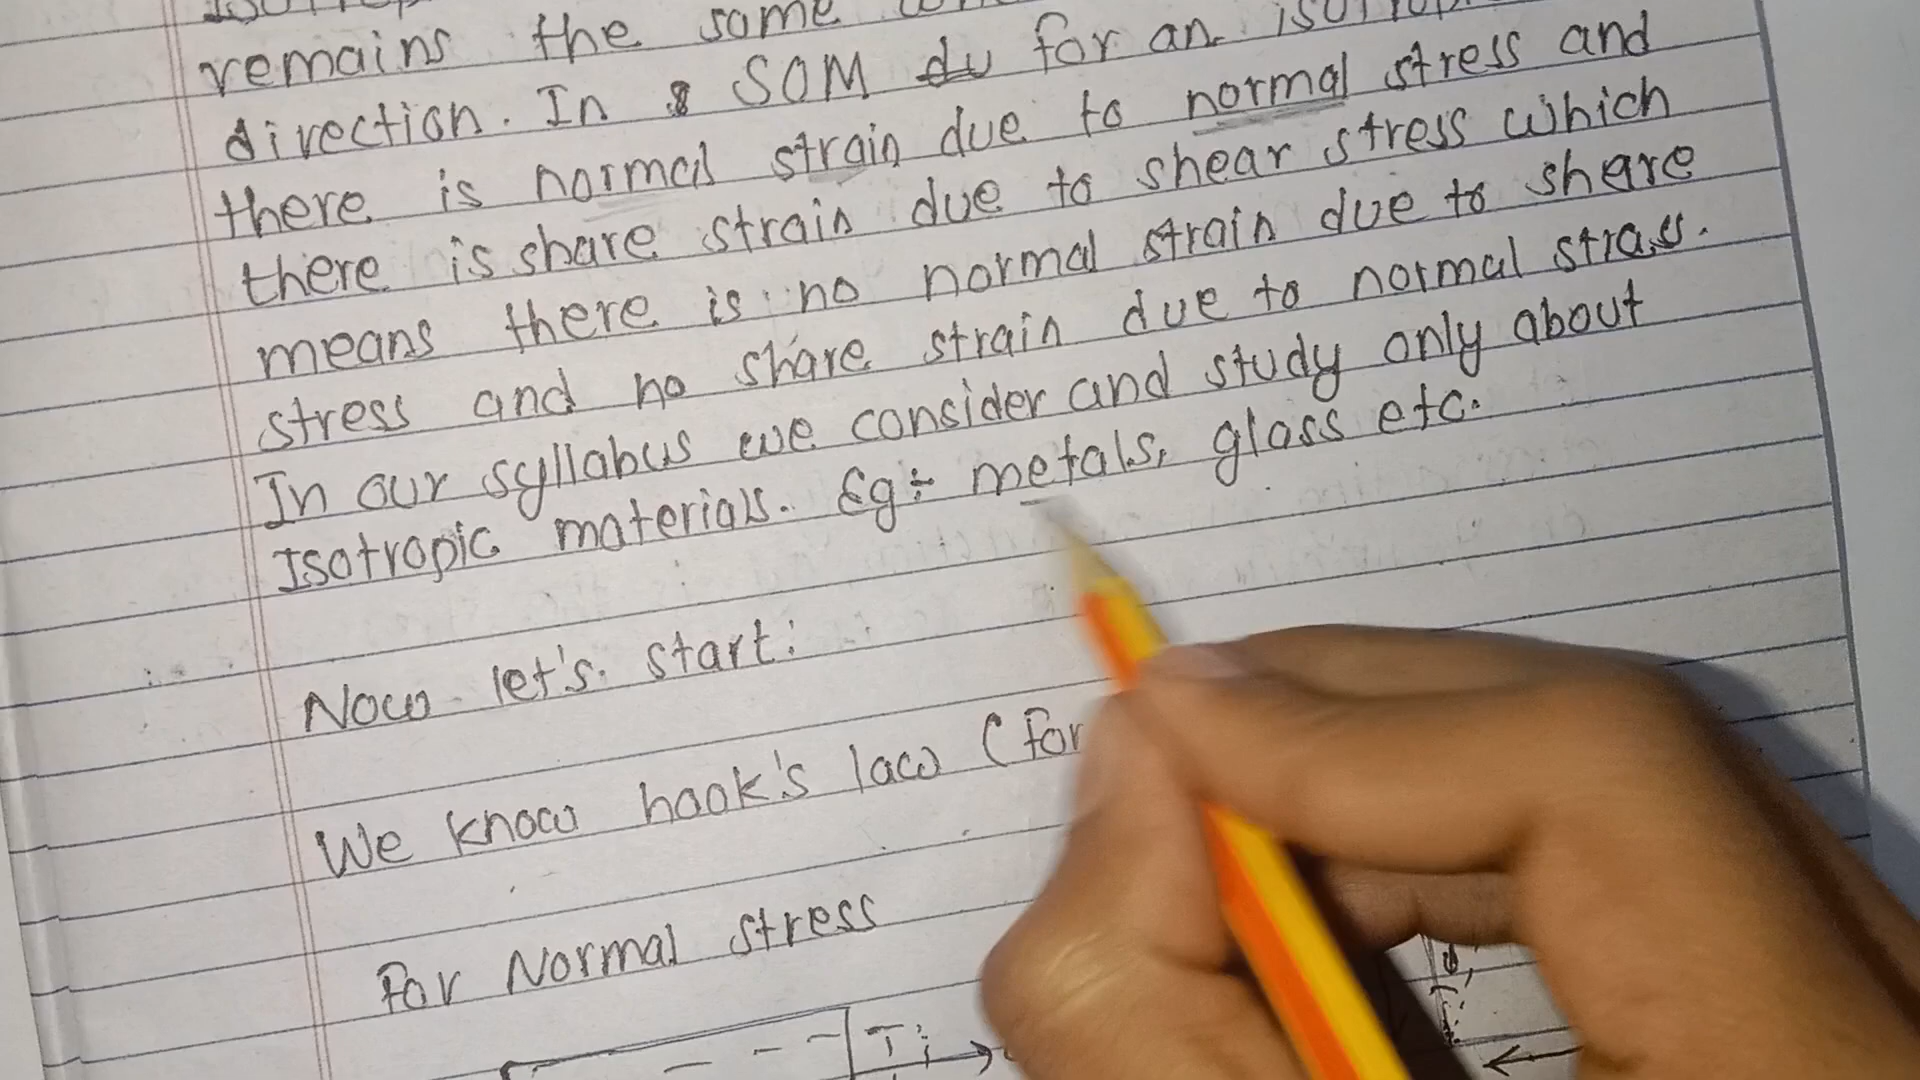 remains the same
direction. In SOM for an
there is normal strain due to normal stress and
there is share strain due to shear stress which
means there is no normal strain due to share
stress and no share strain due to normal stress.
In our syllabus we consider and study only about
Isotropic materials. Eg:- metals, glass etc.
Now let's. start:
We know hook's law (for
For Normal stress